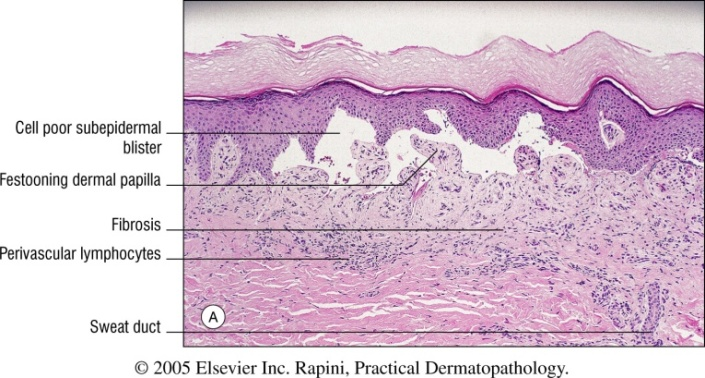 Cell poor subepidermal
blister
Festooning dermal papilla
Fibrosis
Perivascular lymphocytes
Sweat duct
A
© 2005 Elsevier Inc. Rapini, Practical Dermatopathology.